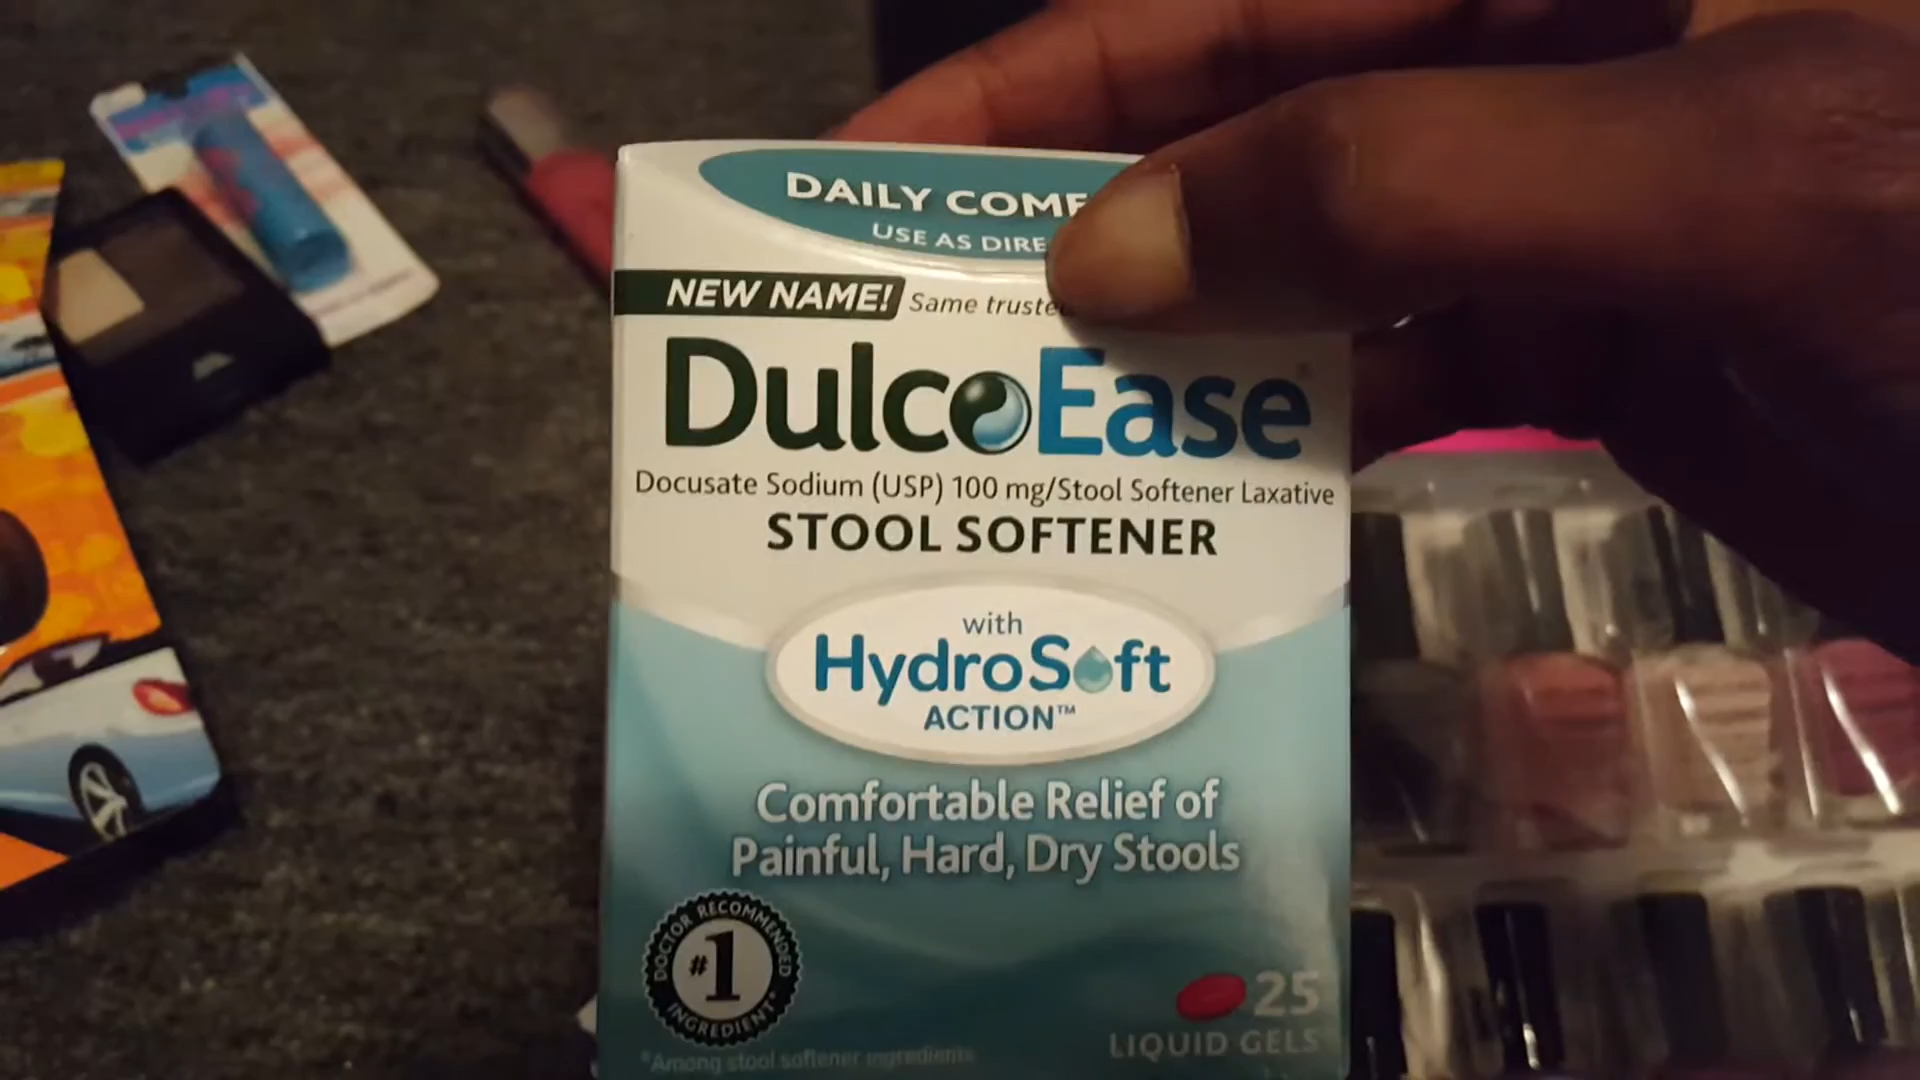 DAILY COMF
USE AS DIRE
NEW NAME! Same truste
DulcoEase
Docusate Sodium (USP) 100 mg/Stool Softener Laxative
STOOL SOFTENER
with
HydroSoft
ACTION™
Comfortable Relief of
Painful, Hard, Dry Stools
DOCTOR RECOMMENDED
#1
INGREDIENT*
25
LIQUID GELS
*Among stool softener ingredients